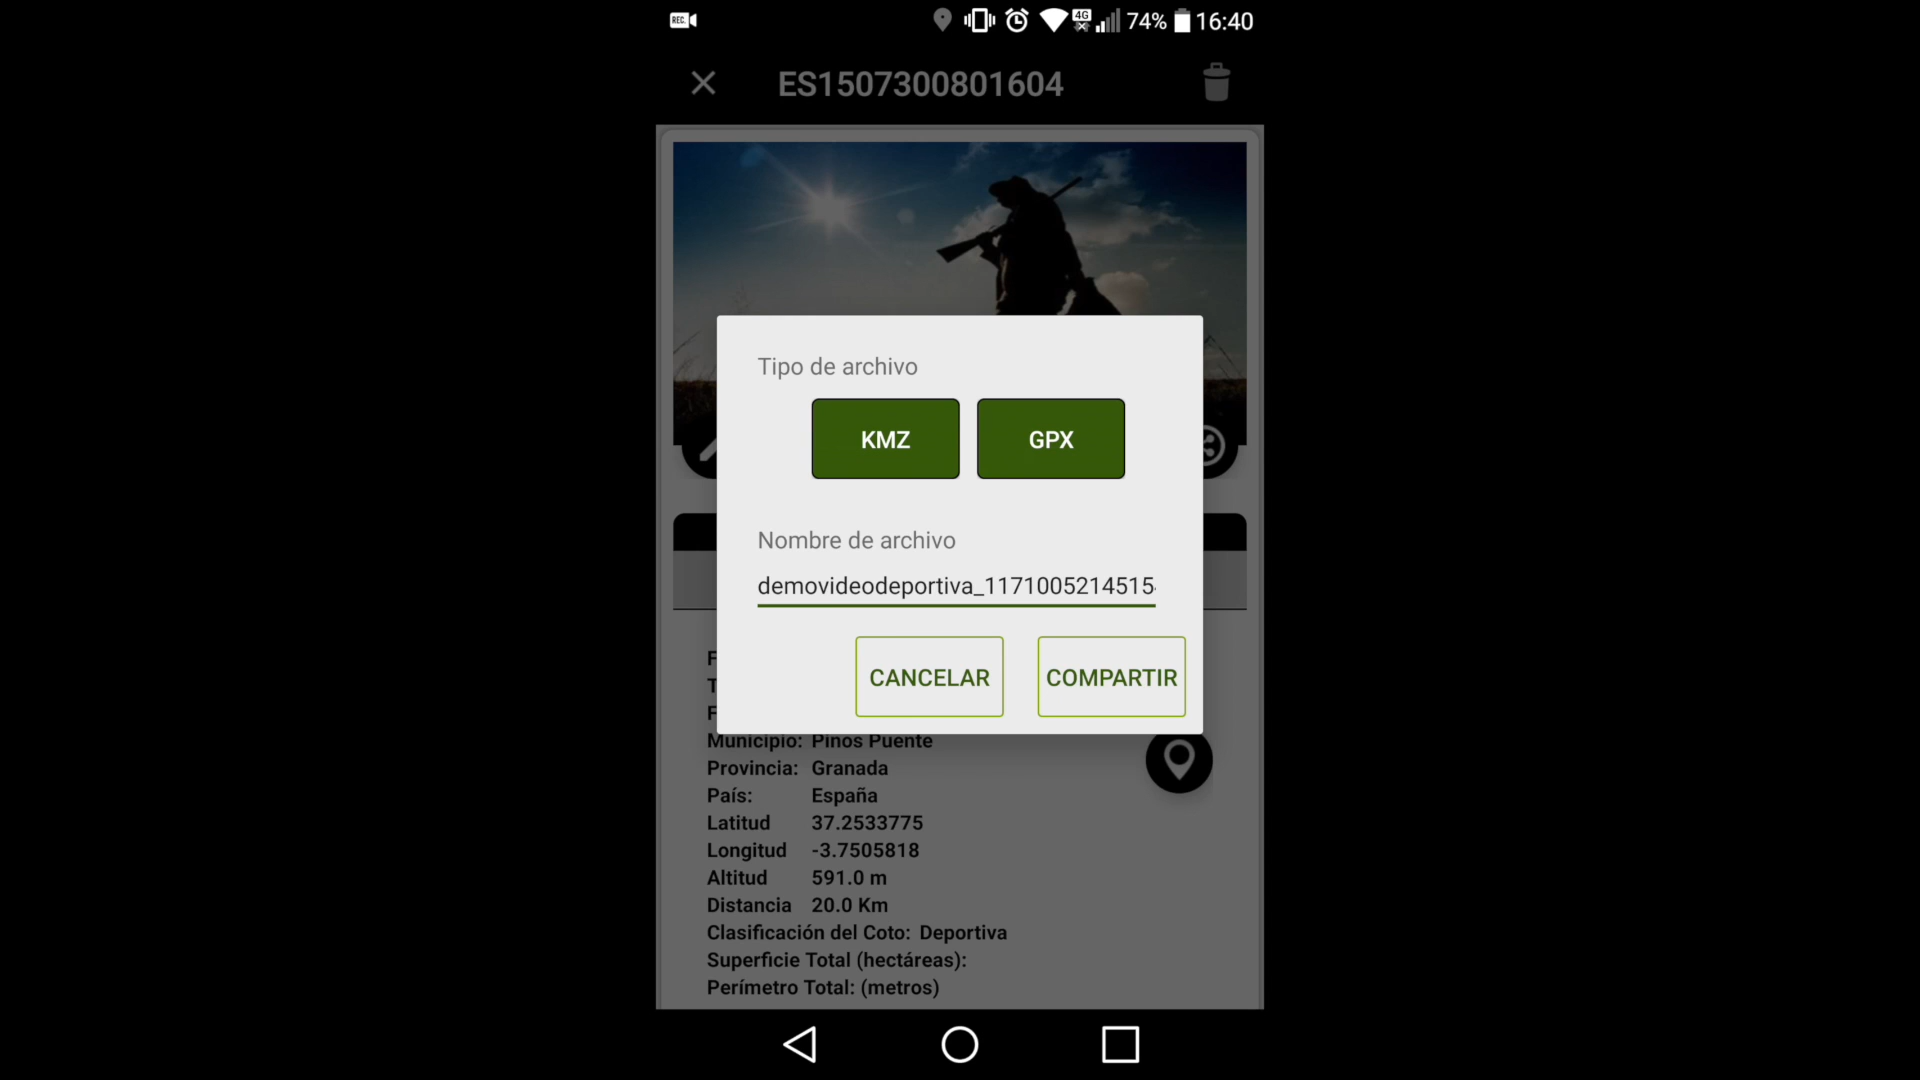 REC.
4G
74% 16:40
ES1507300801604
Tipo de archivo
KMZ GPX
Nombre de archivo
demovideodeportiva_1171005214515
CANCELAR COMPARTIR
F
T
F
Municipio: Pinos Puente
Provincia: Granada
País: España
Latitud 37.2533775
Longitud -3.7505818
Altitud 591.0 m
Distancia 20.0 Km
Clasificación del Coto: Deportiva
Superficie Total (hectáreas):
Perímetro Total: (metros)